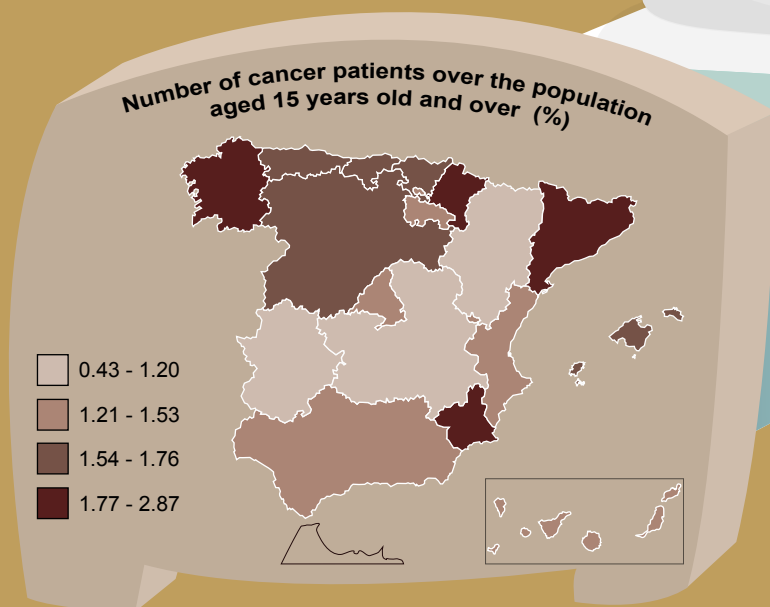 Number of cancer patients over the population
aged 15 years old and over (%)
0.43 - 1.20
1.21 - 1.53
1.54 - 1.76
1.77 - 2.87